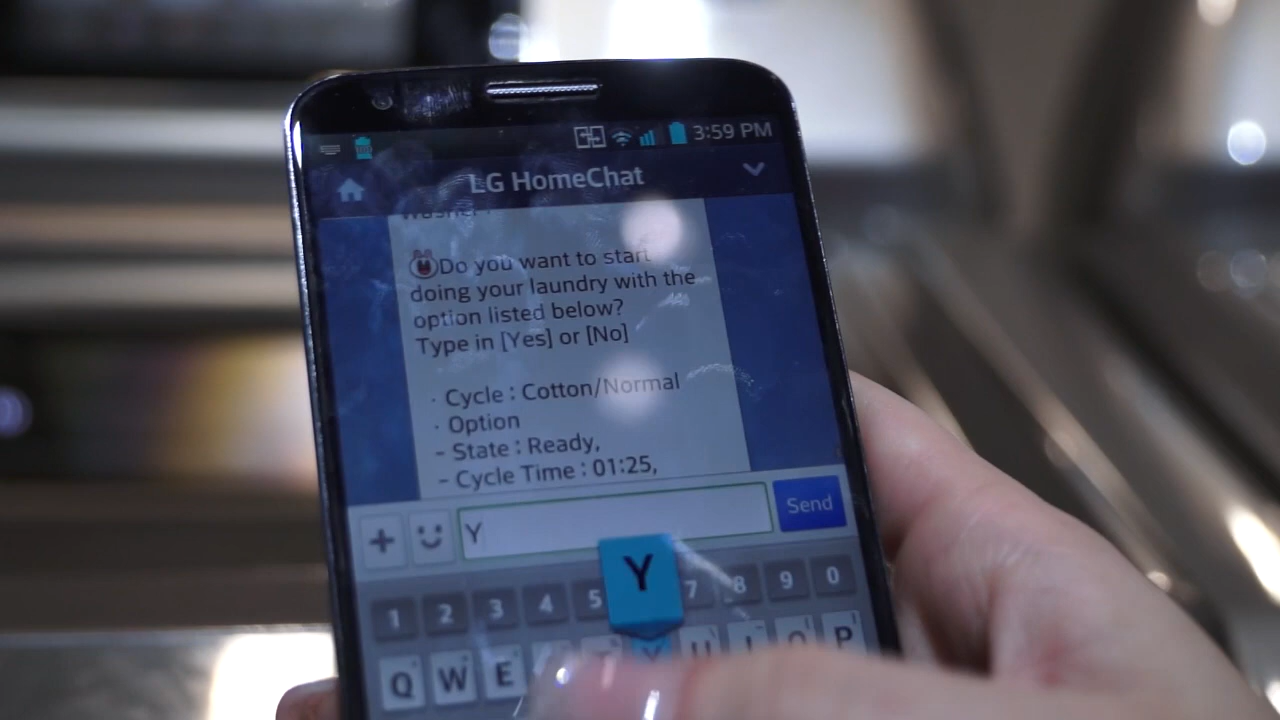 3:59 PM
LG HomeChat
Washer
Do you want to start
doing your laundry with the
option listed below?
Type in [Yes] or [No]
· Cycle : Cotton/Normal
· Option
- State : Ready,
- Cycle Time : 01:25,
Y
Send
Y
1 2 3 4 5 7 8 9 0
Q W E Y U I O P